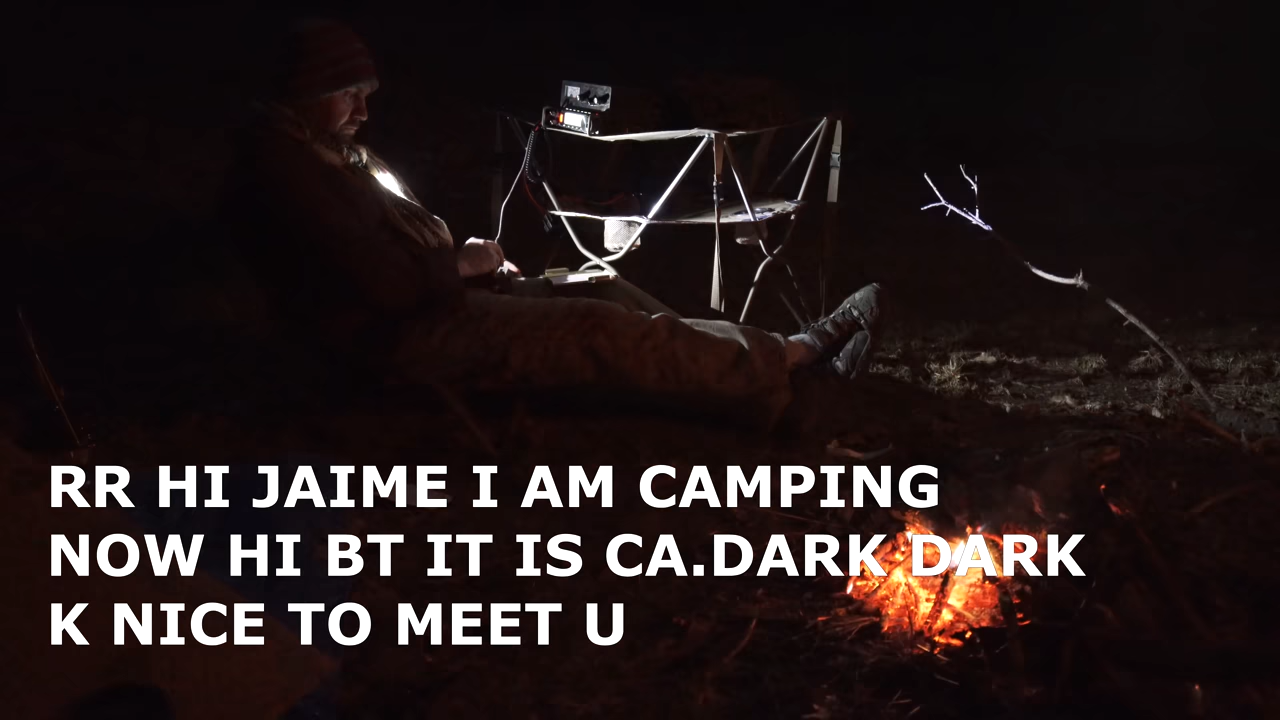 RR HI JAIME I AM CAMPING
NOW HI BT IT IS CA.DARK DARK
K NICE TO MEET U